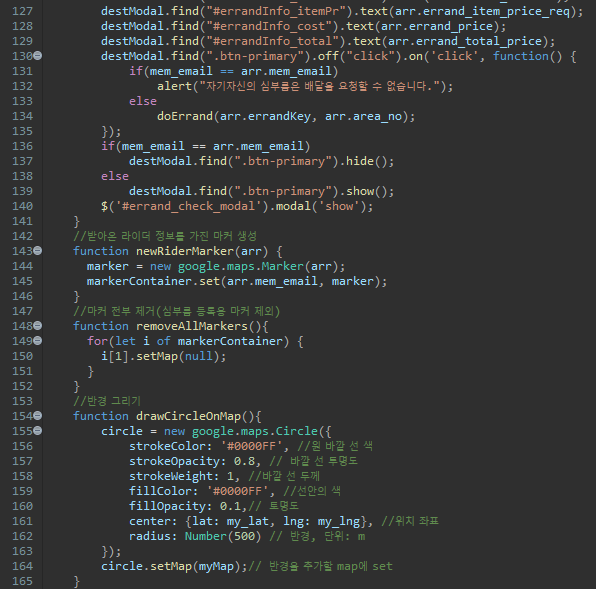 127 destModal.find("#errandInfo_itemPr").text(arr.errand_item_price_req);
128 destModal.find("#errandInfo_cost").text(arr.errand_price);
129 destModal.find("#errandInfo_total").text(arr.errand_total_price);
130 destModal.find(".btn-primary").off("click").on('click', function() {
131 if(mem_email == arr.mem_email)
132 alert("자기자신의 심부름은 배달을 요청할 수 없습니다.");
133 else
134 doErrand(arr.errandKey, arr.area_no);
135 });
136 if(mem_email == arr.mem_email)
137 destModal.find(".btn-primary").hide();
138 else
139 destModal.find(".btn-primary").show();
140 $('#errand_check_modal').modal('show');
141 }
142 //받아온 라이더 정보를 가진 마커 생성
143 function newRiderMarker(arr) {
144 marker = new google.maps.Marker(arr);
145 markerContainer.set(arr.mem_email, marker);
146 }
147 //마커 전부 제거(심부름 등록용 마커 제외)
148 function removeAllMarkers(){
149 for(let i of markerContainer) {
150 i[1].setMap(null);
151 }
152 }
153 //반경 그리기
154 function drawCircleOnMap(){
155 circle = new google.maps.Circle({
156 strokeColor: '#0000FF', //원 바깥 선 색
157 strokeOpacity: 0.8, // 바깥 선 투명도
158 strokeWeight: 1, //바깥 선 두께
159 fillColor: '#0000FF', //선안의 색
160 fillOpacity: 0.1,// 투명도
161 center: {lat: my_lat, lng: my_lng}, //위치 좌표
162 radius: Number(500) // 반경, 단위: m
163 });
164 circle.setMap(myMap);// 반경을 추가할 map에 set
165 }